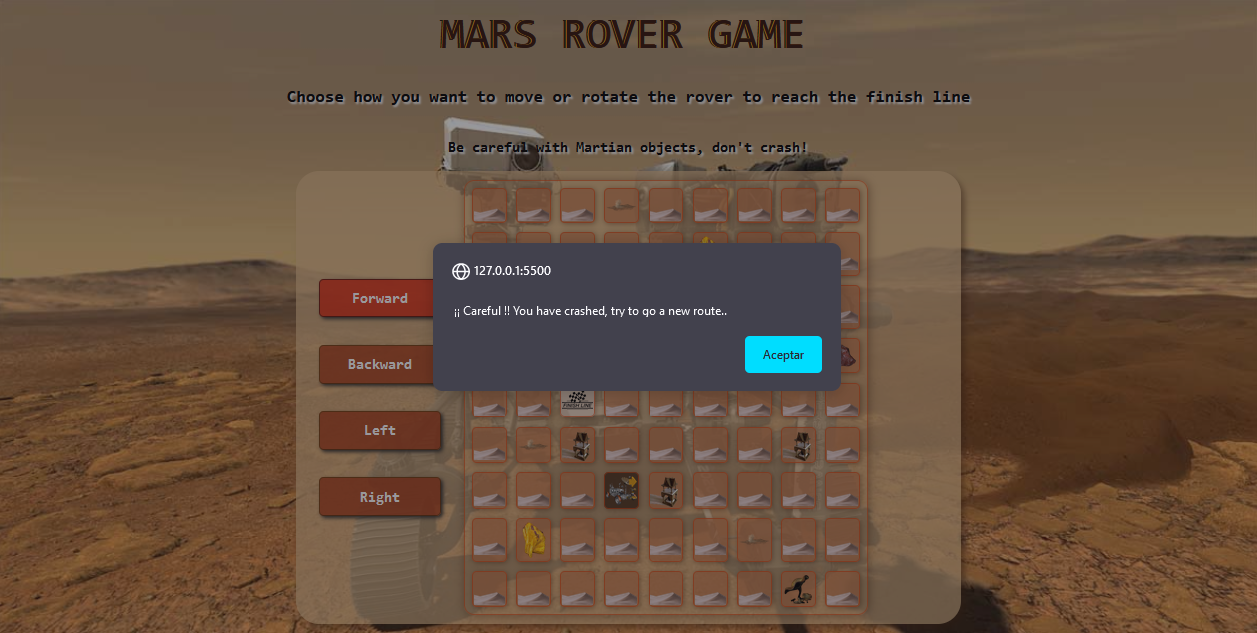 MARS ROVER GAME
Choose how you want to move or rotate the rover to reach the finish line
Be careful with Martian objects, don't crash!
127.0.0.1:5500
¡¡ Careful !! You have crashed, try to go a new route..
Aceptar
Forward
Backward
Left
Right
FINISH LINE